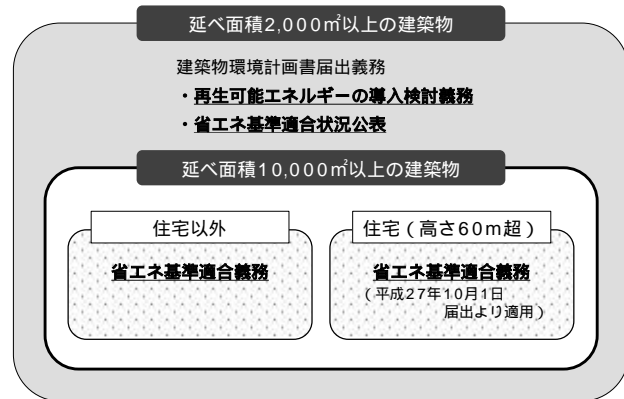 延べ面積2,000㎡以上の建築物
建築物環境計画書届出義務
・再生可能エネルギーの導入検討義務
・省エネ基準適合状況公表
延べ面積10,000㎡以上の建築物
住宅以外
省エネ基準適合義務
住宅(高さ60m超)
省エネ基準適合義務
(平成27年10月1日
届出より適用)